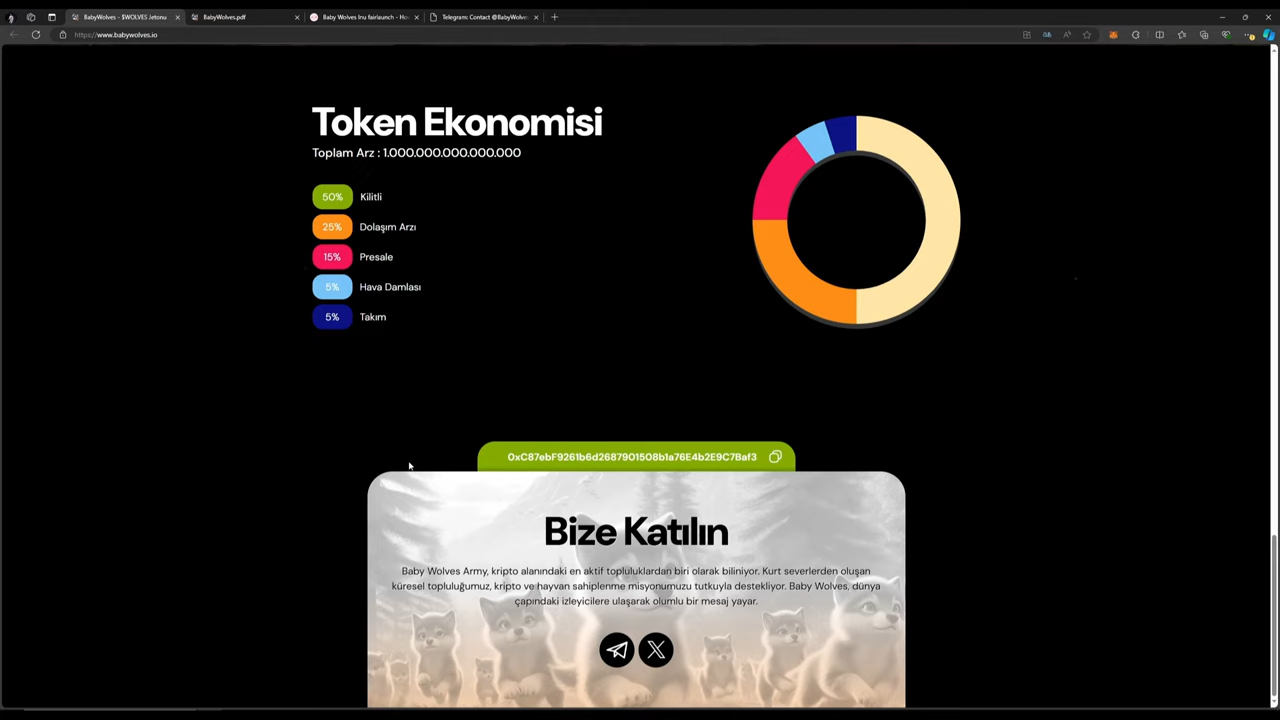 BabyWolves - $WOLVES Jetonu
BabyWolves.pdf
Baby Wolves Inu fairlaunch - Ho
Telegram: Contact @BabyWolve
https://www.babywolves.io
Token Ekonomisi
Toplam Arz : 1.000.000.000.000.000
50% Kilitli
25% Dolaşım Arzı
15% Presale
5% Hava Damlası
5% Takım
0xC87ebF9261b6d2687901508b1a76E4b2E9C7Baf3
Bize Katılın
Baby Wolves Army, kripto alanındaki en aktif topluluklardan biri olarak biliniyor. Kurt severlerden oluşan
küresel topluluğumuz, kripto ve hayvan sahiplenme misyonumuzu tutkuyla destekliyor. Baby Wolves, dünya
çapındaki izleyicilere ulaşarak olumlu bir mesaj yayar.